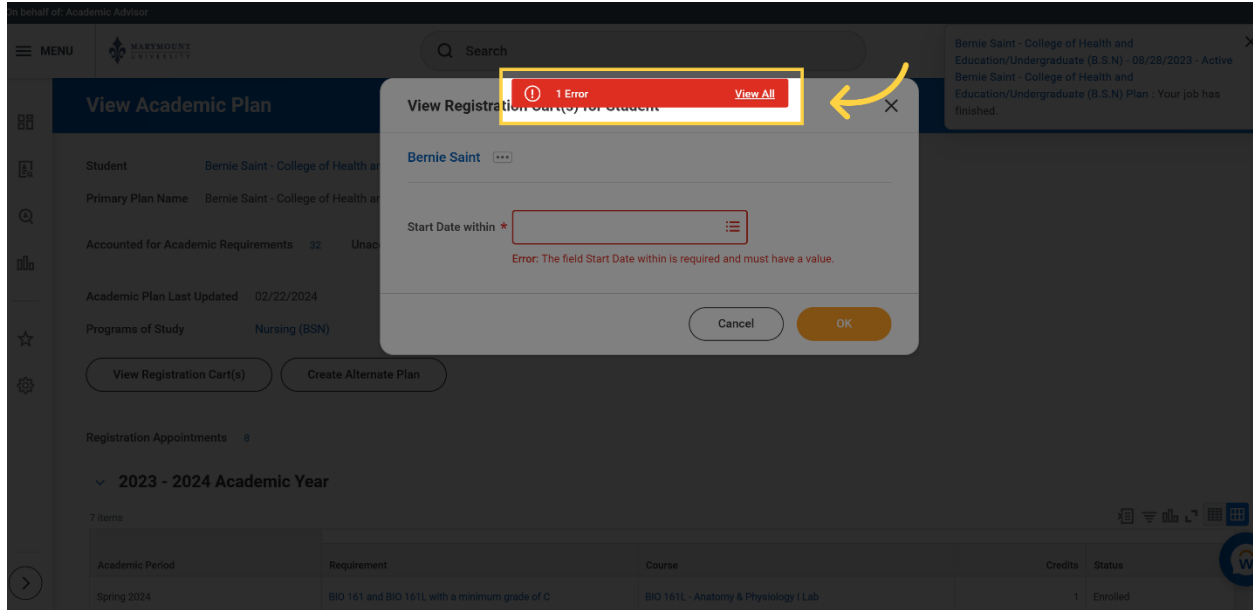 On behalf of: Academic Advisor
MENU
MARYMOUNT
UNIVERSITY
Search
Bernie Saint - College of Health and
Education/Undergraduate (B.S.N) - 08/28/2023 - Active
Bernie Saint - College of Health and
Education/Undergraduate (B.S.N) Plan : Your job has
finished.
View Academic Plan
View Registration Cart(s) for Student
1 Error View All
Bernie Saint
Student Bernie Saint - College of Health an
Primary Plan Name Bernie Saint - College of Health an
Start Date within *
Accounted for Academic Requirements 32 Unac
Error: The field Start Date within is required and must have a value.
Academic Plan Last Updated 02/22/2024
Programs of Study Nursing (BSN)
Cancel OK
View Registration Cart(s) Create Alternate Plan
Registration Appointments 8
2023 - 2024 Academic Year
7 items
Academic Period Requirement Course Credits Status
Spring 2024 BIO 161 and BIO 161L with a minimum grade of C BIO 161L - Anatomy & Physiology I Lab 1 Enrolled
W